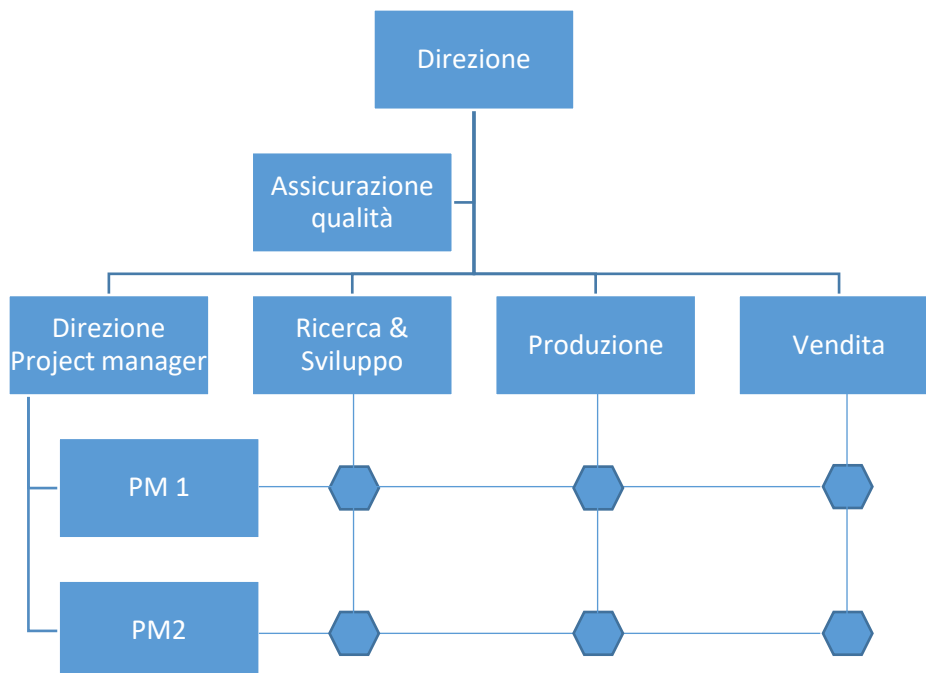 Direzione
Assicurazione
qualità
Direzione
Project manager
Ricerca &
Sviluppo
Produzione
Vendita
PM 1
PM2